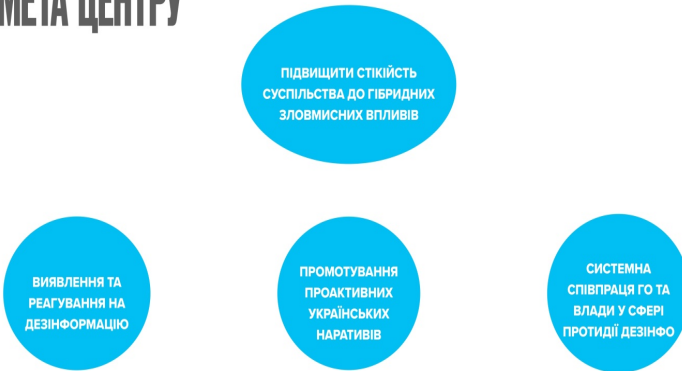 МЕТА ЦЕНТРУ
ПІДВИЩИТИ СТІКІЙСТЬ
СУСПІЛЬСТВА ДО ГІБРИДНИХ
ЗЛОВМИСНИХ ВПЛИВІВ
ВИЯВЛЕННЯ ТА
РЕАГУВАННЯ НА
ДЕЗІНФОРМАЦІЮ
ПРОМОТУВАННЯ
ПРОАКТИВНИХ
УКРАЇНСЬКИХ
НАРАТИВІВ
СИСТЕМНА
СПІВПРАЦЯ ГО ТА
ВЛАДИ У СФЕРІ
ПРОТИДІЇ ДЕЗІНФО